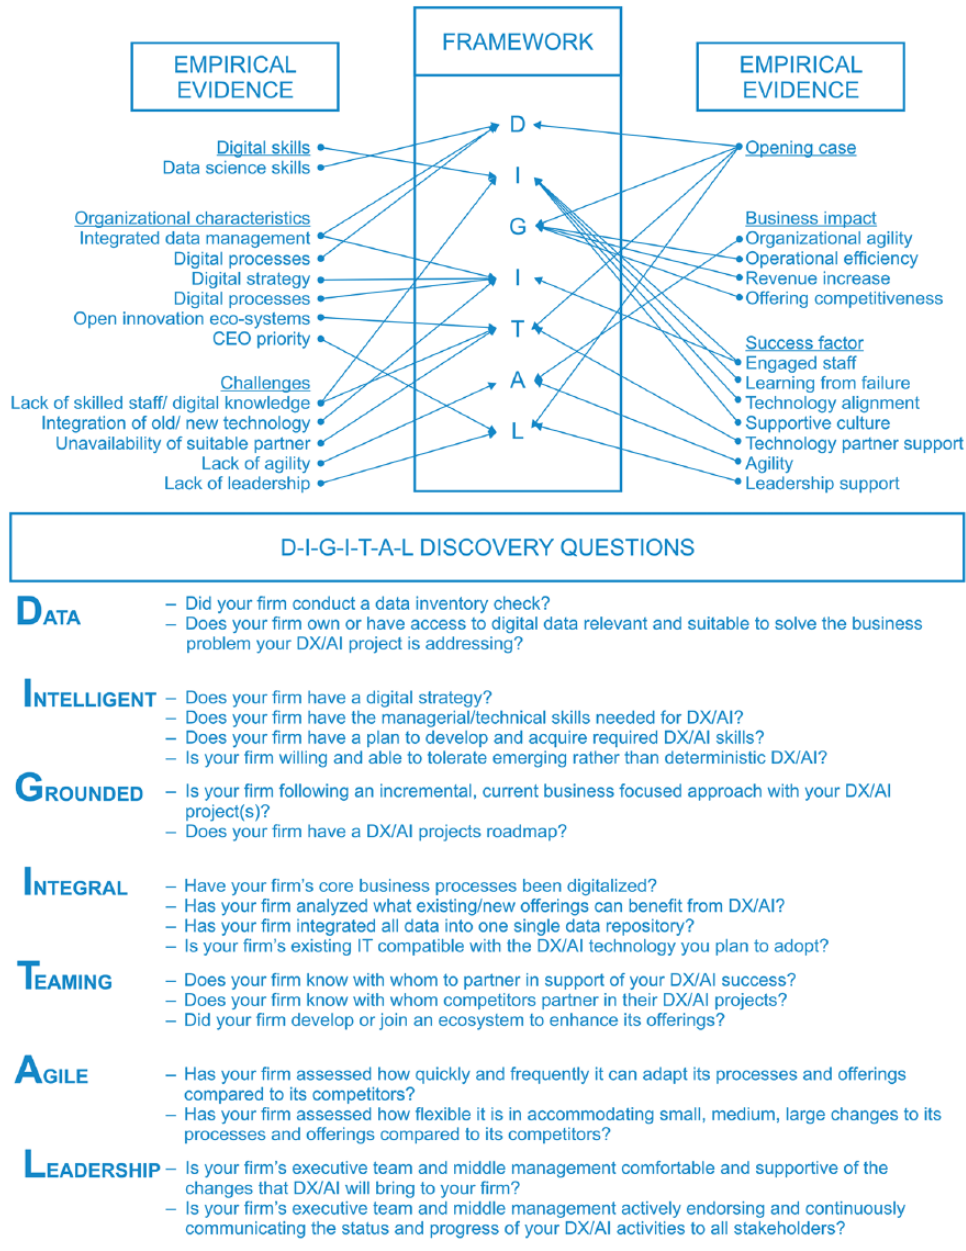 FRAMEWORK
EMPIRICAL
EVIDENCE
EMPIRICAL
EVIDENCE
Digital skills
Data science skills
Organizational characteristics
Integrated data management
Digital processes
Digital strategy
Digital processes
Open innovation eco-systems
CEO priority
Challenges
Lack of skilled staff/ digital knowledge
Integration of old/ new technology
Unavailability of suitable partner
Lack of agility
Lack of leadership
D
I
G
I
T
A
L
Opening case
Business impact
Organizational agility
Operational efficiency
Revenue increase
Offering competitiveness
Success factor
Engaged staff
Learning from failure
Technology alignment
Supportive culture
Technology partner support
Agility
Leadership support
D-I-G-I-T-A-L DISCOVERY QUESTIONS
DATA
– Did your firm conduct a data inventory check?
– Does your firm own or have access to digital data relevant and suitable to solve the business
problem your DX/AI project is addressing?
INTELLIGENT
– Does your firm have a digital strategy?
– Does your firm have the managerial/technical skills needed for DX/AI?
– Does your firm have a plan to develop and acquire required DX/AI skills?
– Is your firm willing and able to tolerate emerging rather than deterministic DX/AI?
GROUNDED
– Is your firm following an incremental, current business focused approach with your DX/AI
project(s)?
– Does your firm have a DX/AI projects roadmap?
INTEGRAL
– Have your firm's core business processes been digitalized?
– Has your firm analyzed what existing/new offerings can benefit from DX/AI?
– Has your firm integrated all data into one single data repository?
– Is your firm's existing IT compatible with the DX/AI technology you plan to adopt?
TEAMING
– Does your firm know with whom to partner in support of your DX/AI success?
– Does your firm know with whom competitors partner in their DX/AI projects?
– Did your firm develop or join an ecosystem to enhance its offerings?
AGILE
– Has your firm assessed how quickly and frequently it can adapt its processes and offerings
compared to its competitors?
– Has your firm assessed how flexible it is in accommodating small, medium, large changes to its
processes and offerings compared to its competitors?
LEADERSHIP
– Is your firm's executive team and middle management comfortable and supportive of the
changes that DX/AI will bring to your firm?
– Is your firm's executive team and middle management actively endorsing and continuously
communicating the status and progress of your DX/AI activities to all stakeholders?